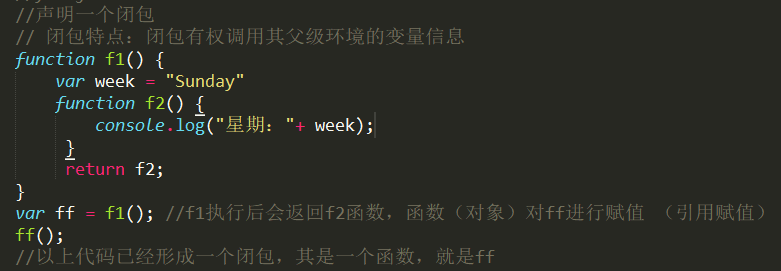 //声明一个闭包
// 闭包特点：闭包有权调用其父级环境的变量信息
function f1() {
    var week = "Sunday"
    function f2() {
        console.log("星期："+ week);
    }
    return f2;
}
var ff = f1(); //f1执行后会返回f2函数，函数（对象）对ff进行赋值 （引用赋值）
ff();
//以上代码已经形成一个闭包，其是一个函数，就是ff